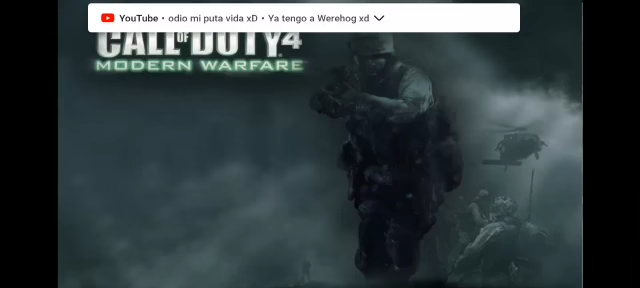 YouTube • odio mi puta vida xD • Ya tengo a Werehog xd
CALL OF DUTY 4
MODERN WARFARE